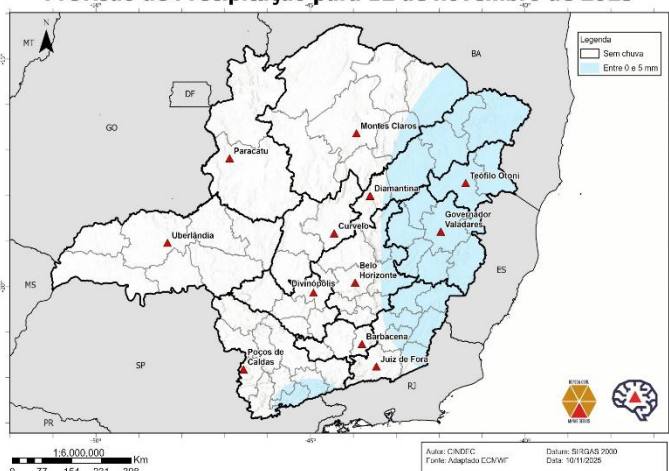 Legenda
Sem chuva
Entre 0 e 5 mm
N
MT
BA
DF
GO
Montes Claros
Paracatu
Teófilo Otoni
Diamantina
Governador
Valadares
Curvelo
Uberlândia
Belo
Horizonte
ES
MS
Divinópolis
Barbacena
Poços de
Caldas
Juiz de Fora
SP
RJ
PR
1:6.000.000
Km
Autor: CINDEC
Fonte: Adaptado ECMWF
Datum: SIRGAS 2000
Data: 10/11/2025